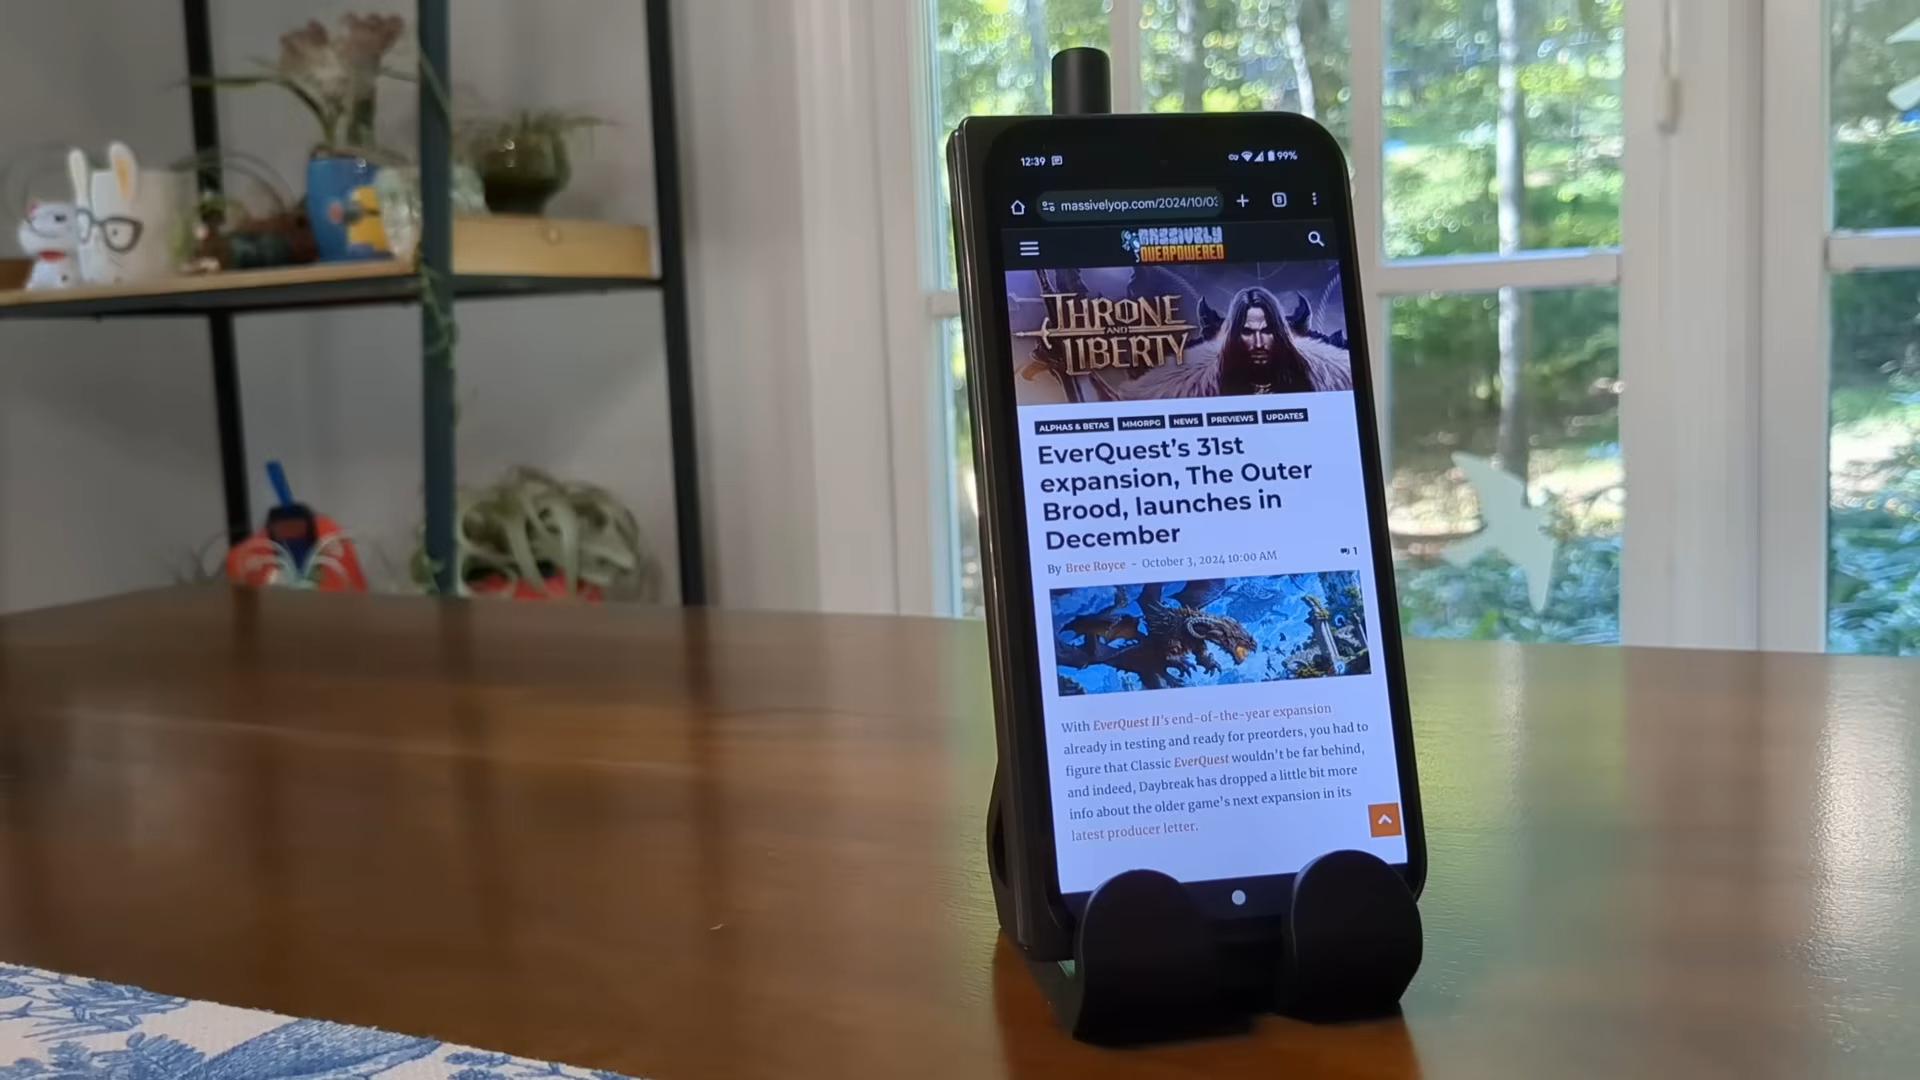 12:39 99%
massivelyop.com/2024/10/03
8
MASSIVELY
OVERPOWERED
THRONE
AND
LIBERTY
ALPHAS & BETAS MMORPG NEWS PREVIEWS UPDATES
EverQuest's 31st
expansion, The Outer
Brood, launches in
December
By Bree Royce - October 3, 2024 10:00 AM 1
With EverQuest II's end-of-the-year expansion
already in testing and ready for preorders, you had to
figure that Classic EverQuest wouldn't be far behind,
and indeed, Daybreak has dropped a little bit more
info about the older game's next expansion in its
latest producer letter.